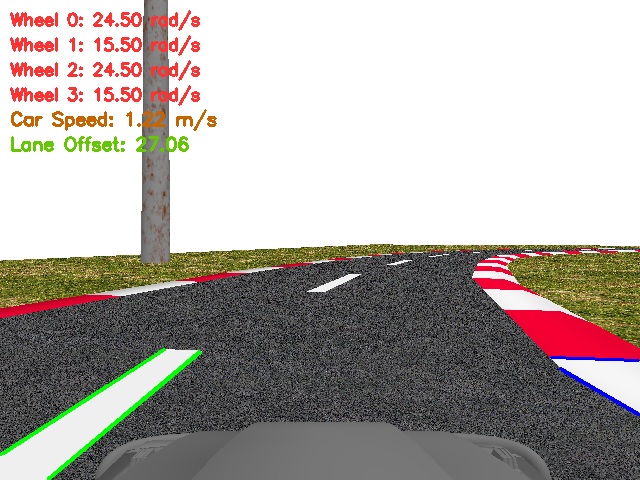 Wheel 0: 24.50 rad/s
Wheel 1: 15.50 rad/s
Wheel 2: 24.50 rad/s
Wheel 3: 15.50 rad/s
Car Speed: 1.22 m/s
Lane Offset: 27.06